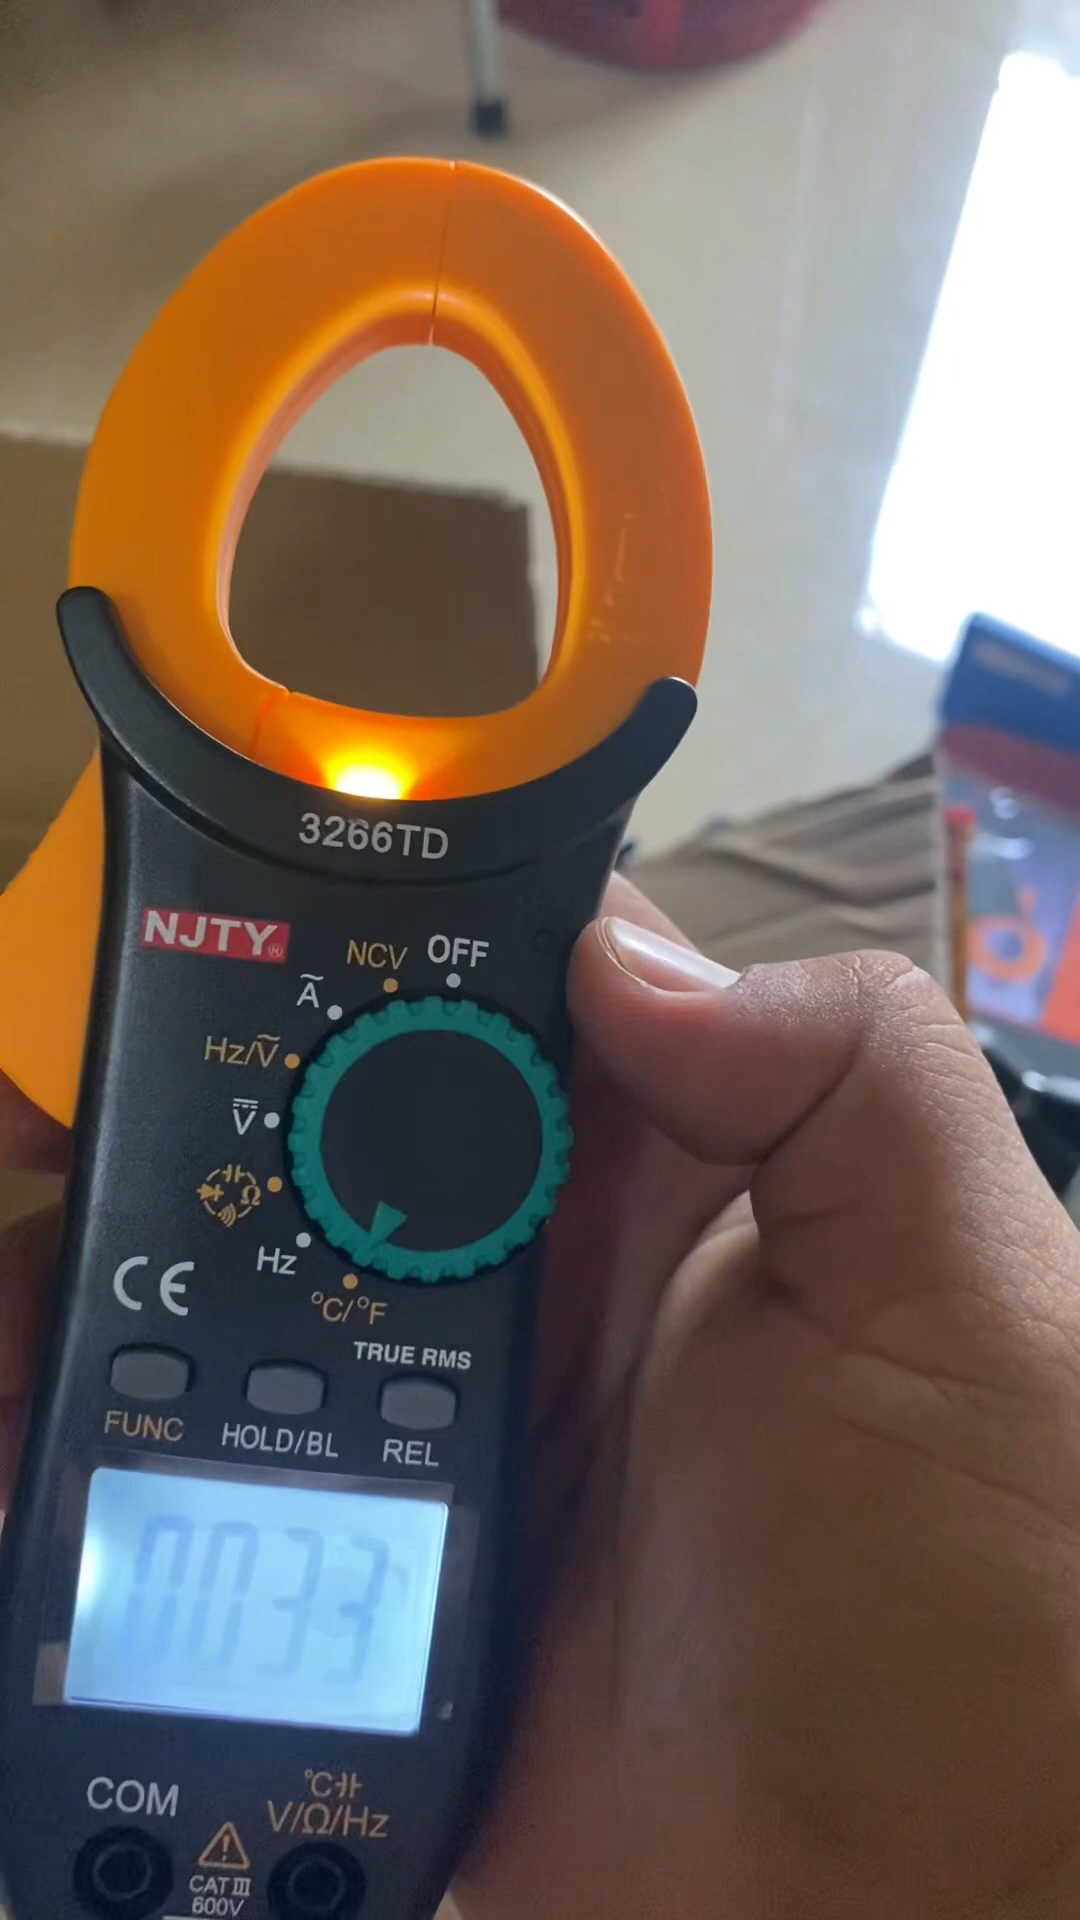 3266TD
NJTY®
NCV
OFF
Ã
Hz/Ṽ
V
Ω
Hz
°C/°F
CE
TRUE RMS
FUNC
HOLD/BL
REL
0033
COM
°C
V/Ω/Hz
CAT III
600V